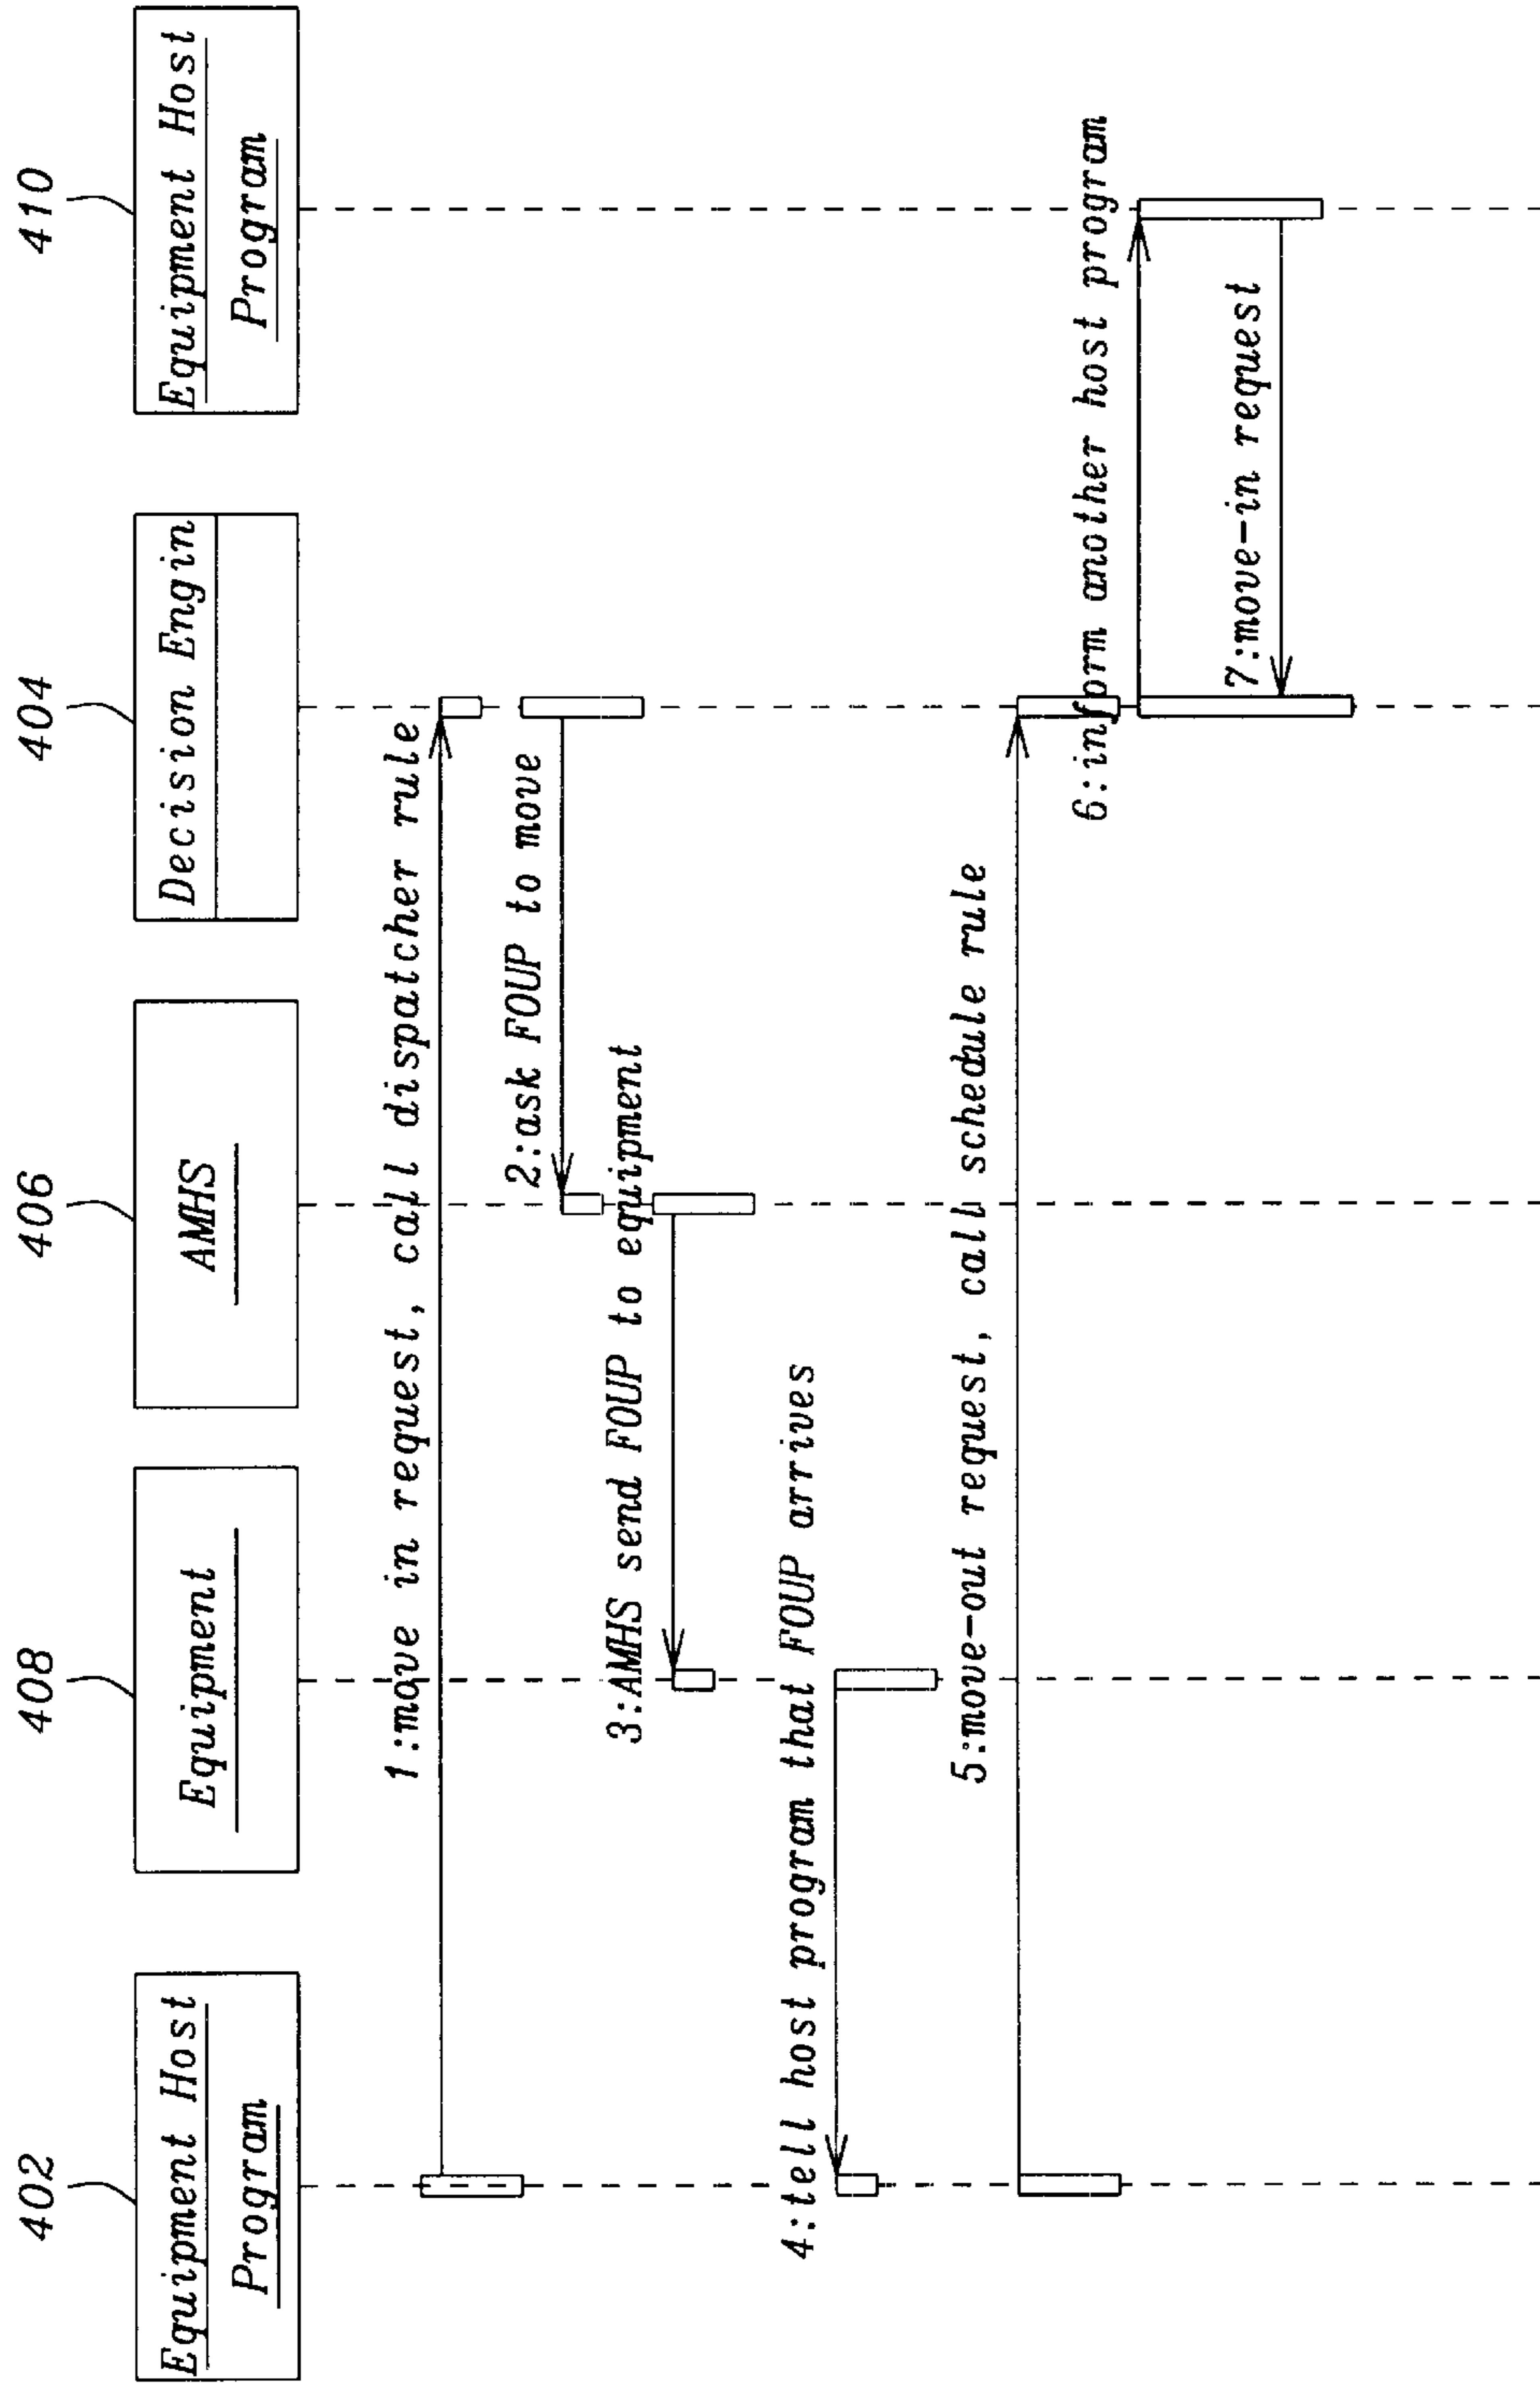 402
408
406
404
410
Equipment Host
Program
Equipment
AMHS
Decision Engin
Equipment Host
Program
1:move in request, call dispatcher rule
2:ask FOUP to move
3:AMHS send FOUP to equipment
4:tell host program that FOUP arrives
5:move-out request, call schedule rule
6:inform another host program
7:move-in request